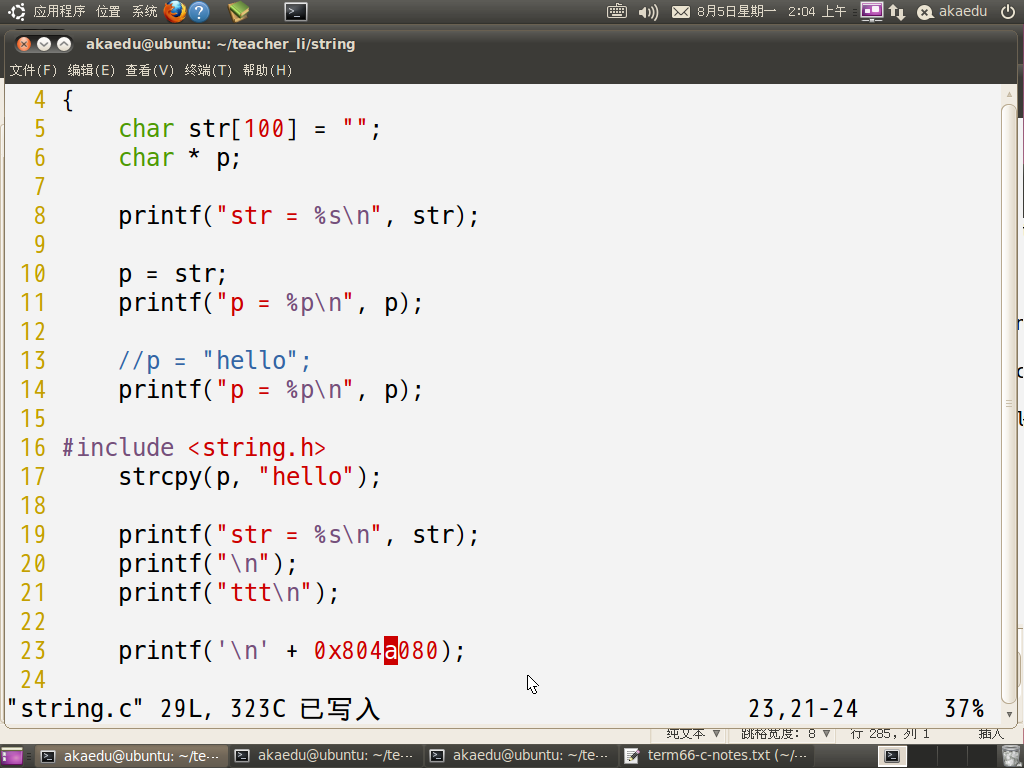 应用程序 位置 系统 8月5日星期一 2:04 上午 akaedu
akaedu@ubuntu: ~/teacher_li/string
文件(F) 编辑(E) 查看(V) 终端(T) 帮助(H)
4 {
5 char str[100] = "";
6 char * p;
7
8 printf("str = %s\n", str);
9
10 p = str;
11 printf("p = %p\n", p);
12
13 //p = "hello";
14 printf("p = %p\n", p);
15
16 #include <string.h>
17 strcpy(p, "hello");
18
19 printf("str = %s\n", str);
20 printf("\n");
21 printf("ttt\n");
22
23 printf('\n' + 0x804a080);
24
"string.c" 29L, 323C 已写入 23,21-24 37%
纯文本 ▼ 跳格宽度: 8 ▼ 行 285, 列 1 插入
akaedu@ubuntu: ~/te··· akaedu@ubuntu: ~/te··· akaedu@ubuntu: ~/te··· term66-c-notes.txt (~/···